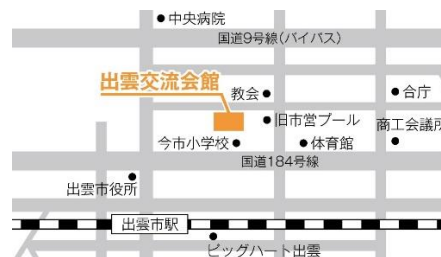 中央病院
国道9号線(バイパス)
出雲交流会館
教会
合庁
旧市営プール
商工会議所
今市小学校
体育館
国道184号線
出雲市役所
出雲市駅
ビッグハート出雲